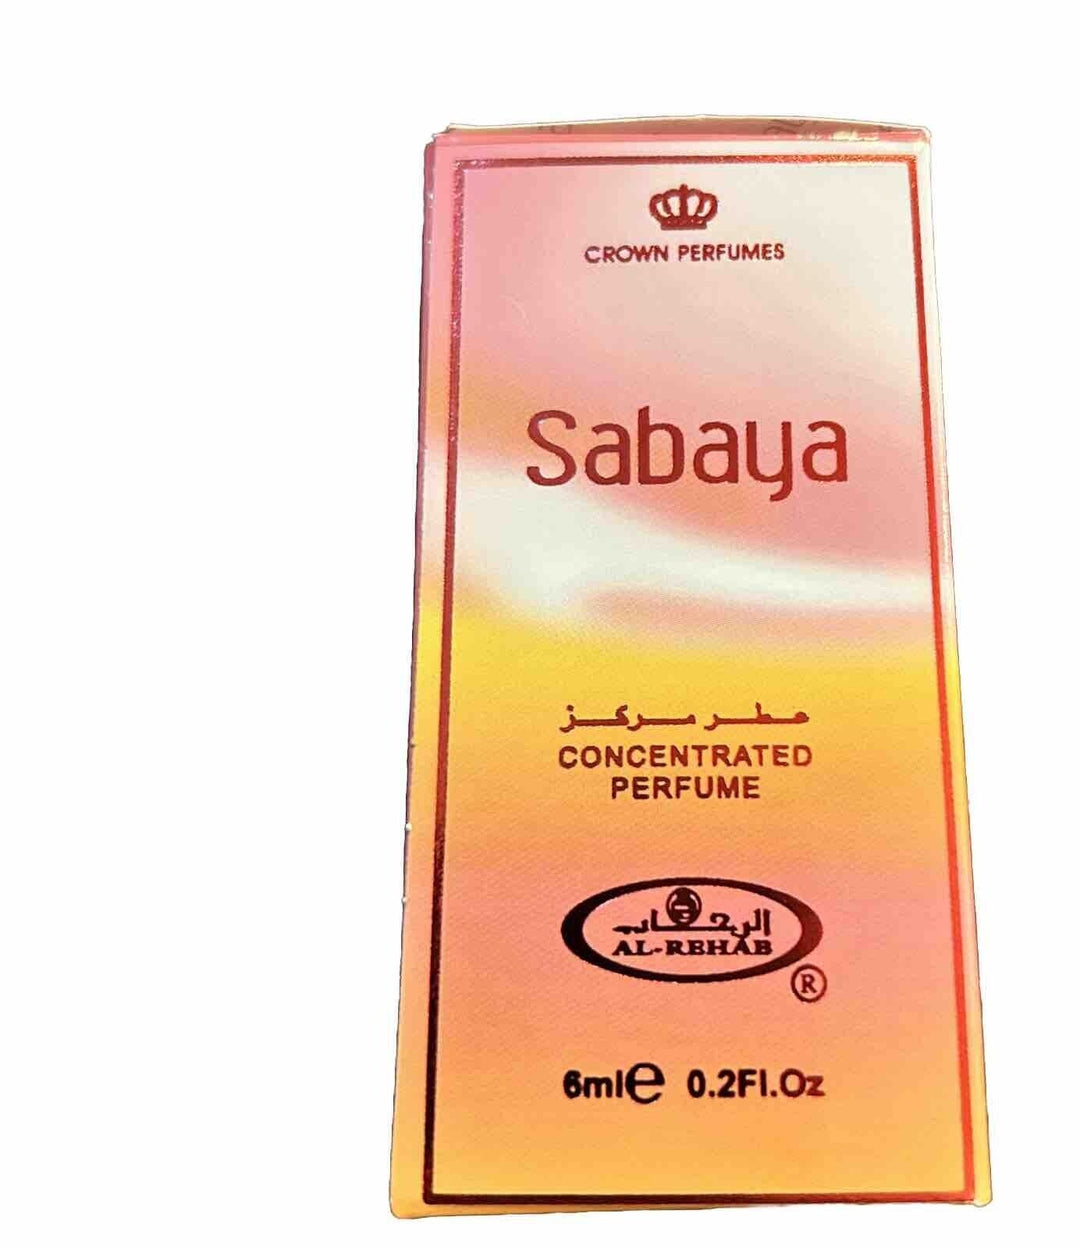 CROWN PERFUMES
Sabaya
عطر مركز
CONCENTRATED
PERFUME
الرحاب
AL-REHAB
®
6ml℮ 0.2Fl.Oz